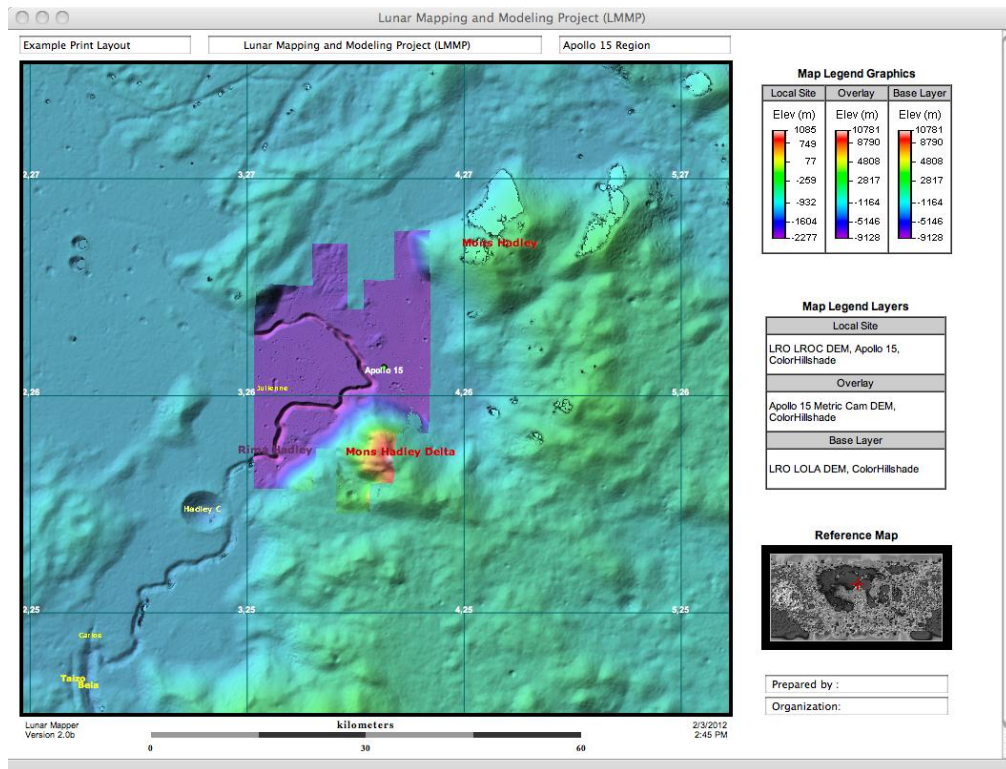 Lunar Mapping and Modeling Project (LMMP)
Example Print Layout
Lunar Mapping and Modeling Project (LMMP)
Apollo 15 Region
2,27
3,27
4,27
5,27
Mons Hadley
Apollo 15
Julienne
2,26
3,26
4,26
5,26
Rima Hadley
Mons Hadley Delta
Hadley C
2,25
3,25
4,25
5,25
Carlos
Taizo
Bela
Lunar Mapper
Version 2.0b
kilometers
0 30 60
2/3/2012
2:45 PM
Map Legend Graphics
Local Site Overlay Base Layer
Elev (m) Elev (m) Elev (m)
1085 10781 10781
749 8790 8790
77 4808 4808
-259 2817 2817
-932 -1164 -1164
-1604 -5146 -5146
-2277 -9128 -9128
Map Legend Layers
Local Site
LRO LROC DEM, Apollo 15,
ColorHillshade
Overlay
Apollo 15 Metric Cam DEM,
ColorHillshade
Base Layer
LRO LOLA DEM, ColorHillshade
Reference Map
Prepared by :
Organization: